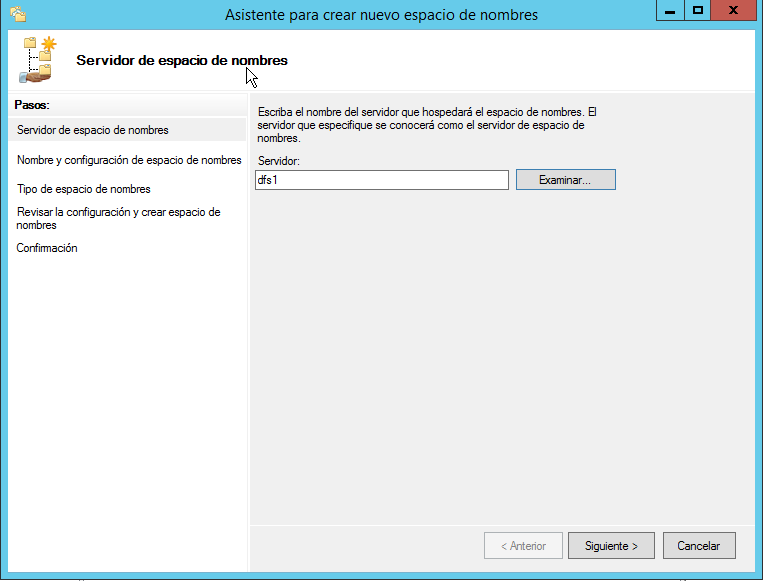 Asistente para crear nuevo espacio de nombres
Servidor de espacio de nombres
Pasos:
Servidor de espacio de nombres
Nombre y configuración de espacio de nombres
Tipo de espacio de nombres
Revisar la configuración y crear espacio de
nombres
Confirmación
Escriba el nombre del servidor que hospedará el espacio de nombres. El
servidor que especifique se conocerá como el servidor de espacio de
nombres.
Servidor:
dfs1
Examinar...
< Anterior
Siguiente >
Cancelar